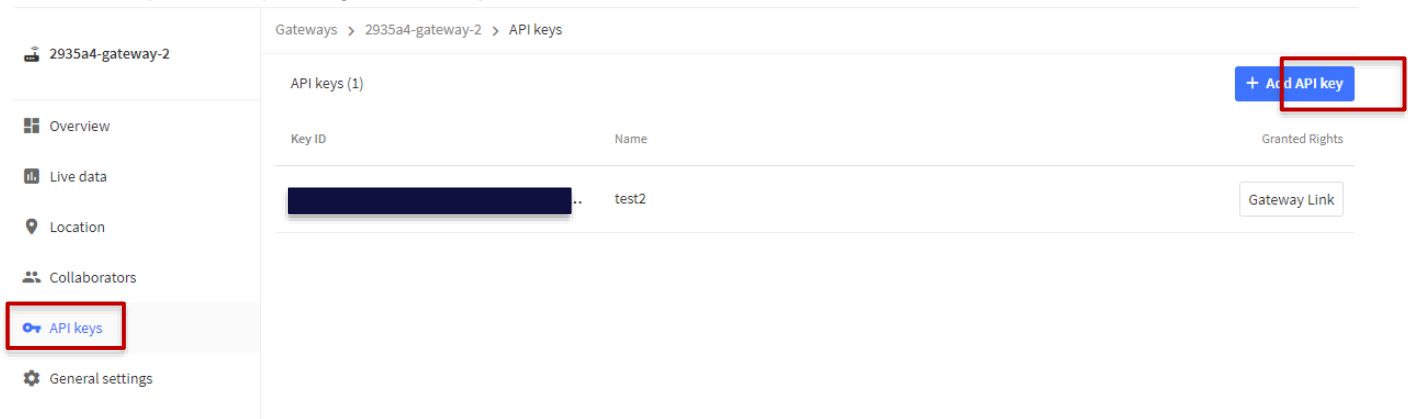 2935a4-gateway-2
Overview
Live data
Location
Collaborators
API keys
General settings
Gateways > 2935a4-gateway-2 > API keys
API keys (1)
+ Add API key
Key ID Name Granted Rights
.. test2 Gateway Link